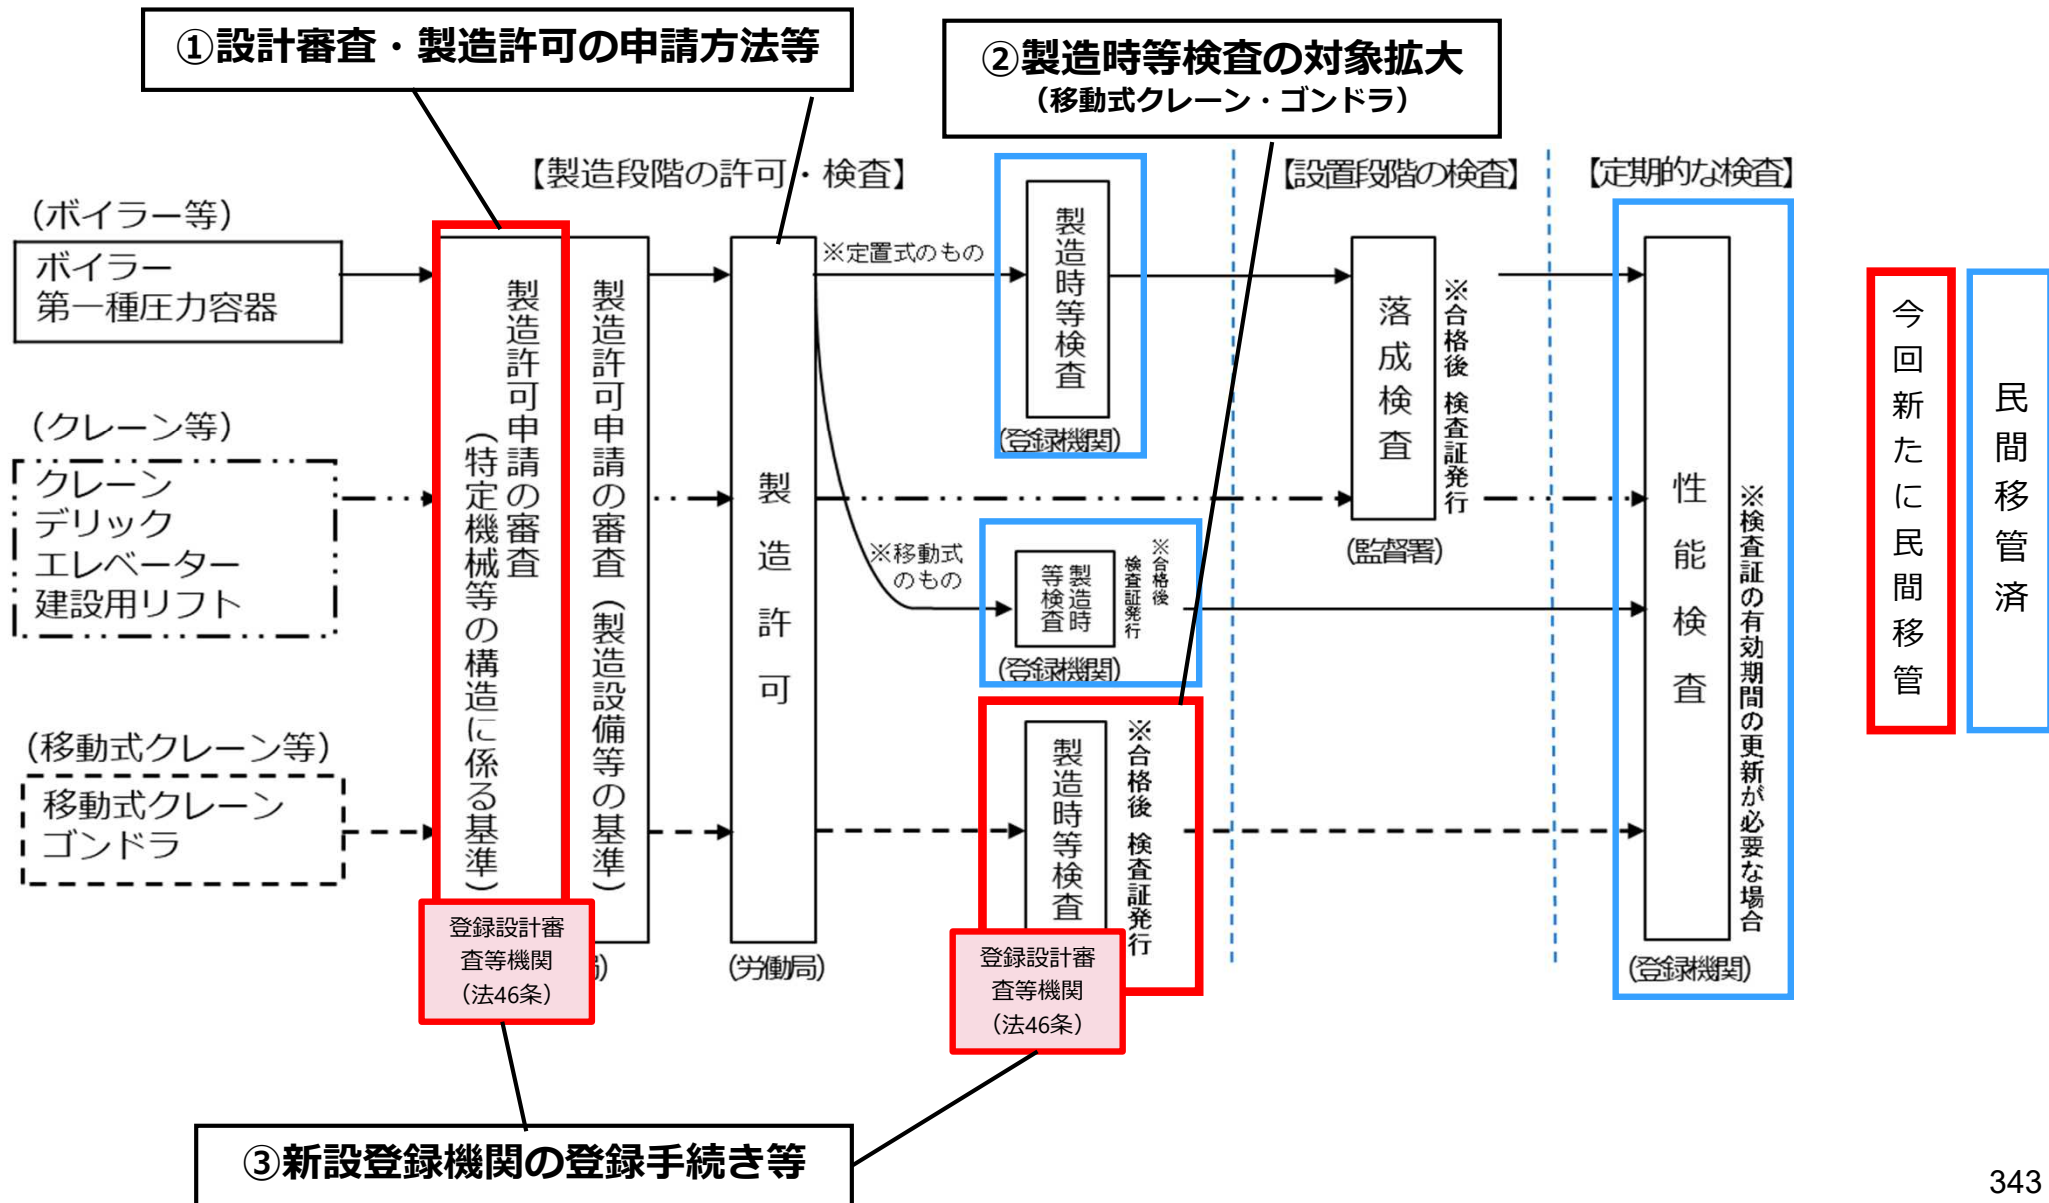 ①設計審査・製造許可の申請方法等
②製造時等検査の対象拡大
（移動式クレーン・ゴンドラ）
【製造段階の許可・検査】
【設置段階の検査】
【定期的な検査】
（ボイラー等）
ボイラー
第一種圧力容器
（クレーン等）
クレーン
デリック
エレベーター
建設用リフト
（移動式クレーン等）
移動式クレーン
ゴンドラ
製造許可申請の審査
（特定機械等の構造に係る基準）
製造許可申請の審査（製造設備等の基準）
登録設計審
査等機関
（法46条）
局）
製造許可
（労働局）
※定置式のもの
製造時等検査
（登録機関）
※移動式
のもの
製造時
等検査
※合格後
検査証発行
（登録機関）
製造時等検査
※合格後 検査証発行
登録設計審
査等機関
（法46条）
落成検査
※合格後 検査証発行
（監督署）
性能検査
※検査証の有効期間の更新が必要な場合
（登録機関）
今回新たに民間移管
民間移管済
③新設登録機関の登録手続き等
343